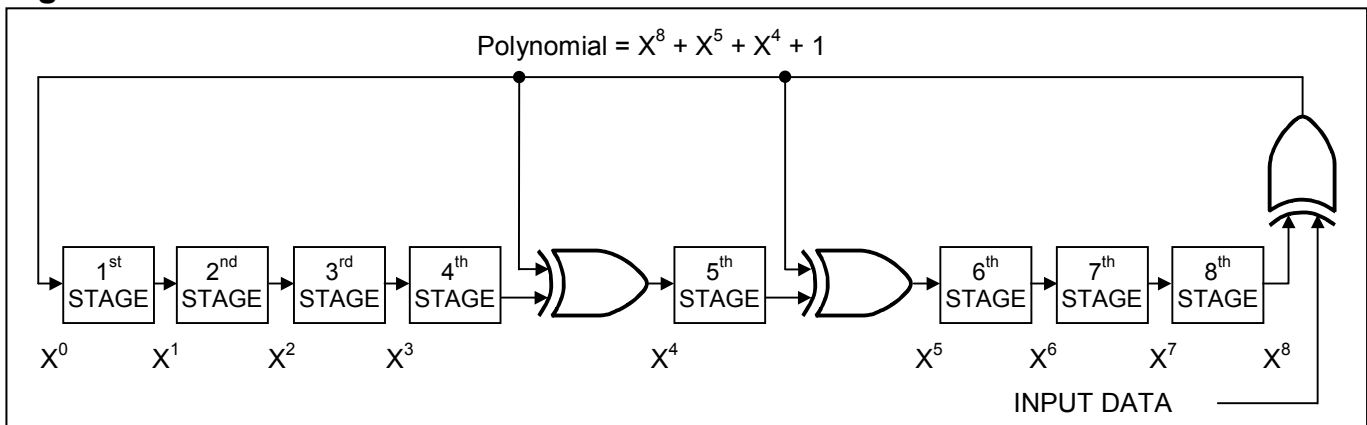 Polynomial = X⁸ + X⁵ + X⁴ + 1
1ˢᵗ STAGE
2ⁿᵈ STAGE
3ʳᵈ STAGE
4ᵗʰ STAGE
5ᵗʰ STAGE
6ᵗʰ STAGE
7ᵗʰ STAGE
8ᵗʰ STAGE
X⁰ X¹ X² X³ X⁴ X⁵ X⁶ X⁷ X⁸
INPUT DATA